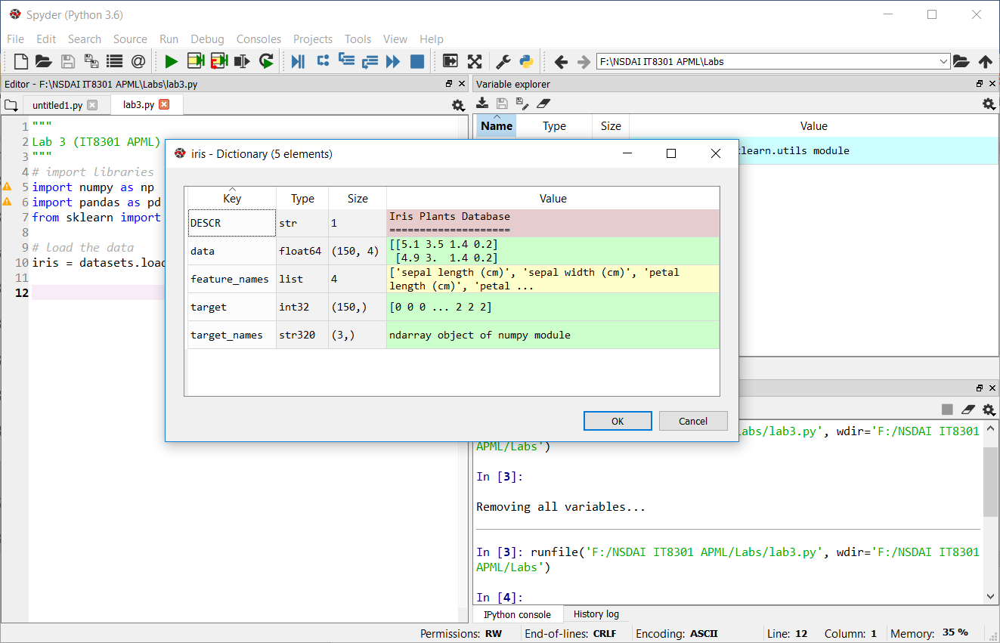 Spyder (Python 3.6)
File Edit Search Source Run Debug Consoles Projects Tools View Help
F:\NSDAI IT8301 APML\Labs
Editor - F:\NSDAI IT8301 APML\Labs\lab3.py
untitled1.py lab3.py
1 """
2 Lab 3 (IT8301 APML)
3 """
4 # import libraries
5 import numpy as np
6 import pandas as pd
7 from sklearn import
8
9 # load the data
10 iris = datasets.load
11
12
Variable explorer
Name Type Size Value
learn.utils module
iris - Dictionary (5 elements)
Key Type Size Value
DESCR str 1 Iris Plants Database
====================
data float64 (150, 4) [[5.1 3.5 1.4 0.2]
[4.9 3. 1.4 0.2]
feature_names list 4 ['sepal length (cm)', 'sepal width (cm)', 'petal
length (cm)', 'petal ...
target int32 (150,) [0 0 0 ... 2 2 2]
target_names str320 (3,) ndarray object of numpy module
OK Cancel
abs/lab3.py', wdir='F:/NSDAI IT8301
APML/Labs')
In [3]:
Removing all variables...
In [3]: runfile('F:/NSDAI IT8301 APML/Labs/lab3.py', wdir='F:/NSDAI IT8301
APML/Labs')
In [4]:
IPython console History log
Permissions: RW End-of-lines: CRLF Encoding: ASCII Line: 12 Column: 1 Memory: 35 %